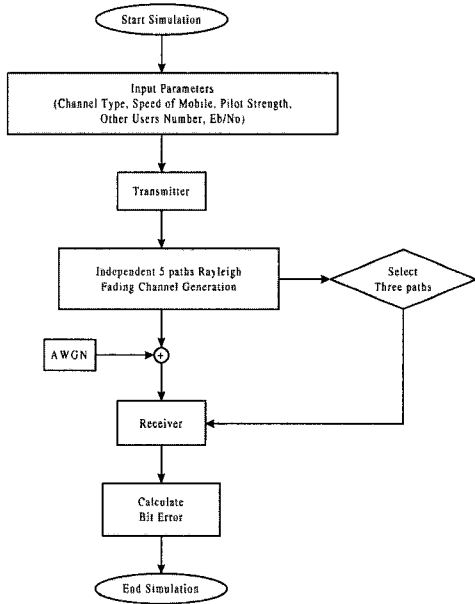 Start Simulation
Input Parameters
(Channel Type, Speed of Mobile, Pilot Strength,
Other Users Number, Eb/No)
Transmitter
Independent 5 paths Rayleigh
Fading Channel Generation
Select
Three paths
AWGN
+
Receiver
Calculate
Bit Error
End Simulation